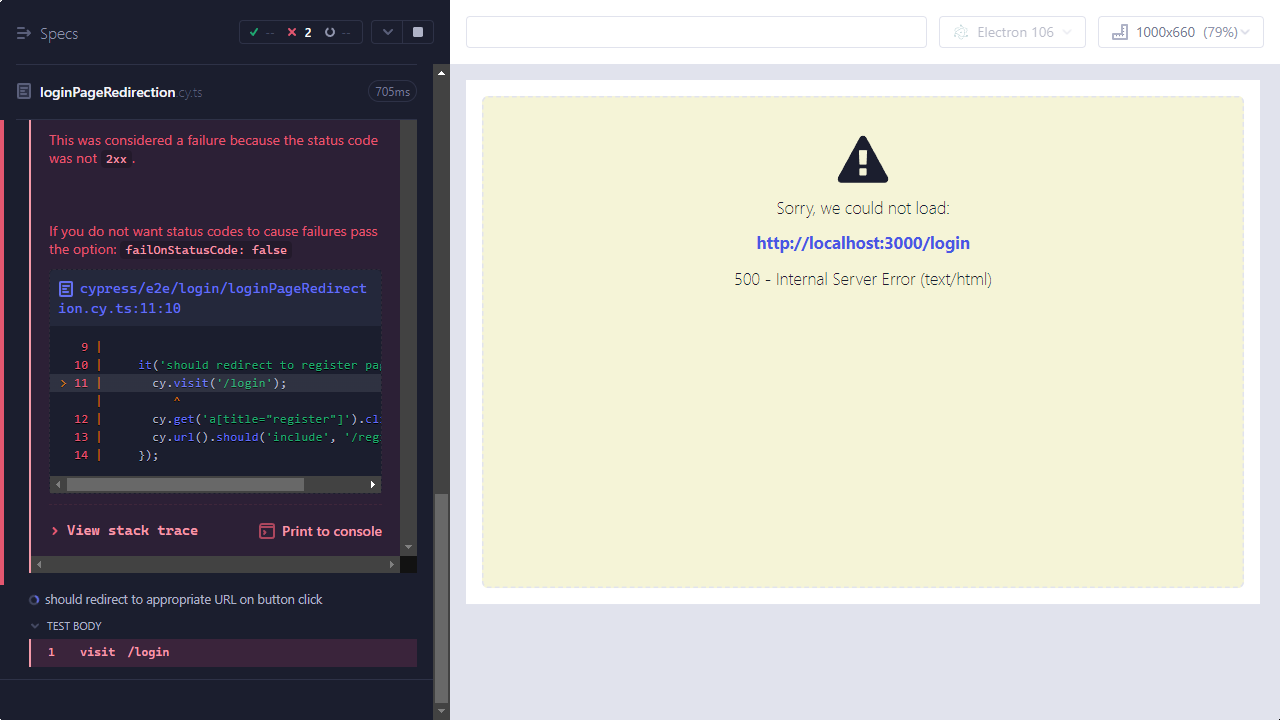 Specs
-- 2 --
loginPageRedirection.cy.ts
705ms
This was considered a failure because the status code
was not 2xx.
If you do not want status codes to cause failures pass
the option: failOnStatusCode: false
cypress/e2e/login/loginPageRedirect
ion.cy.ts:11:10
9 |
10 | it('should redirect to register pag
> 11 | cy.visit('/login');
| ^
12 | cy.get('a[title="register"]').cli
13 | cy.url().should('include', '/regi
14 | });
View stack trace
Print to console
should redirect to appropriate URL on button click
TEST BODY
1 visit /login
Electron 106
1000x660 (79%)
Sorry, we could not load:
http://localhost:3000/login
500 - Internal Server Error (text/html)